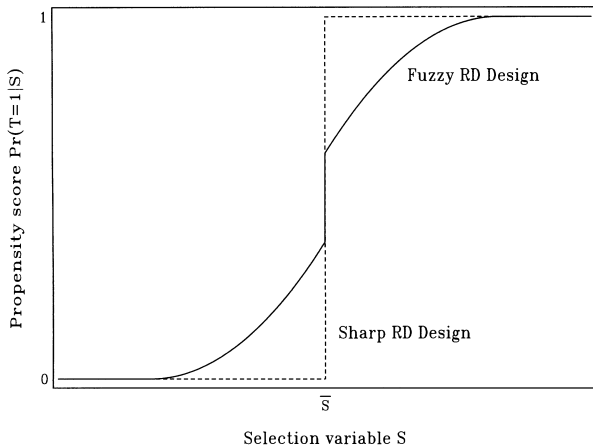 1
Fuzzy RD Design
Propensity score Pr(T=1|S)
Sharp RD Design
0
S̅
Selection variable S